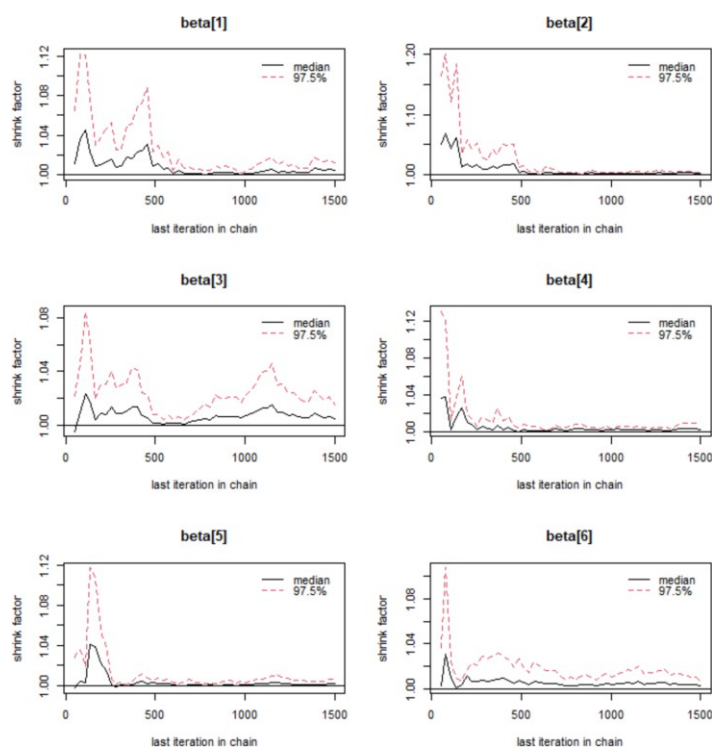 beta[1]
shrink factor
1.00 1.04 1.08 1.12
median
97.5%
0 500 1000 1500
last iteration in chain
beta[2]
shrink factor
1.00 1.10 1.20
median
97.5%
0 500 1000 1500
last iteration in chain
beta[3]
shrink factor
1.00 1.04 1.08
median
97.5%
0 500 1000 1500
last iteration in chain
beta[4]
shrink factor
1.00 1.04 1.08 1.12
median
97.5%
0 500 1000 1500
last iteration in chain
beta[5]
shrink factor
1.00 1.04 1.08 1.12
median
97.5%
0 500 1000 1500
last iteration in chain
beta[6]
shrink factor
1.00 1.04 1.08
median
97.5%
0 500 1000 1500
last iteration in chain